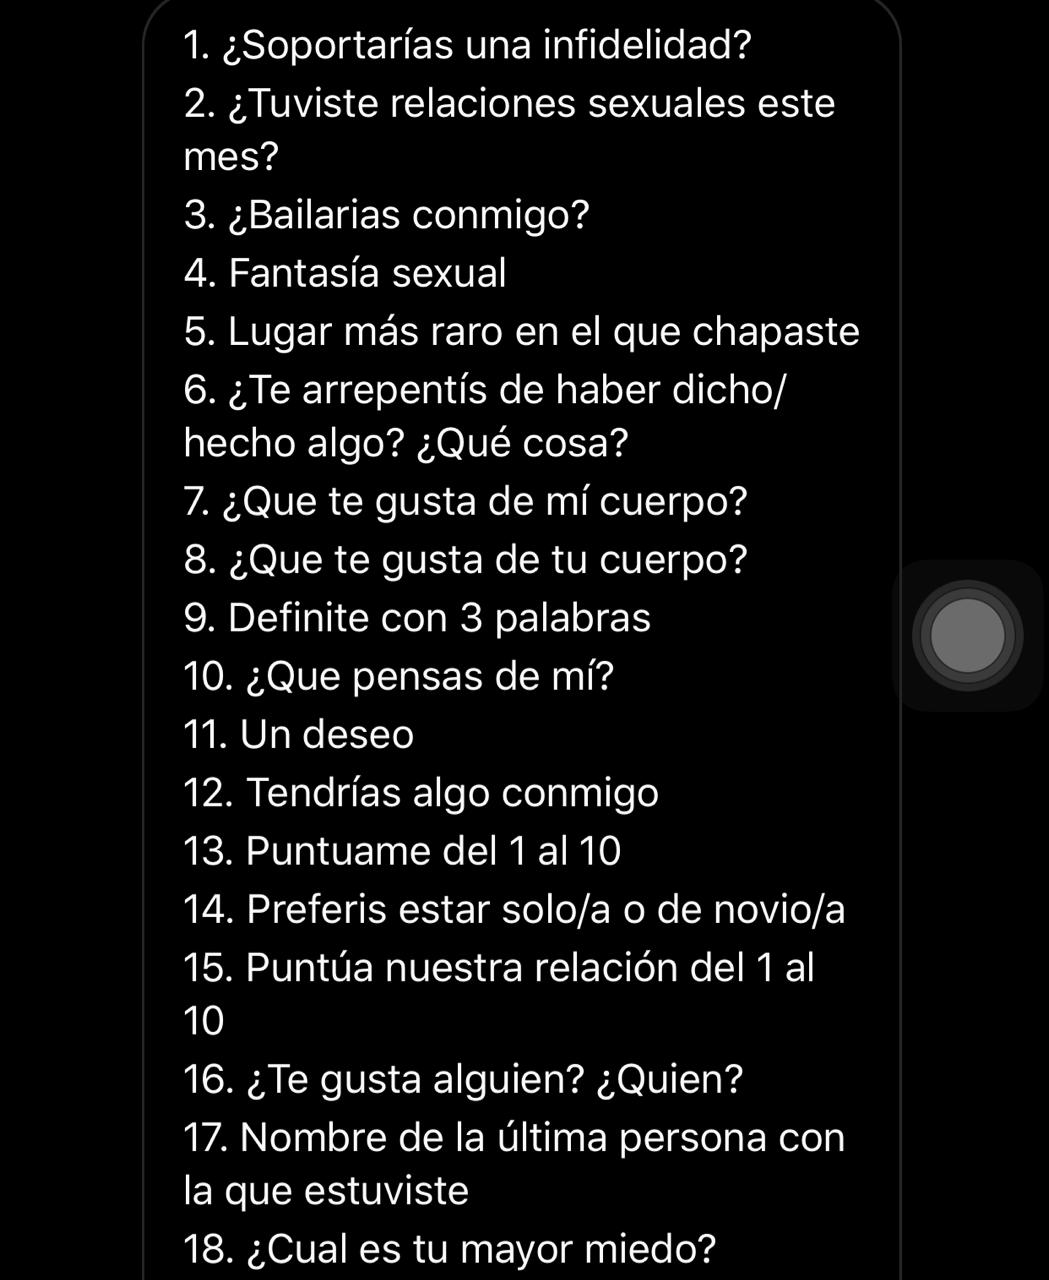 1. ¿Soportarías una infidelidad?
2. ¿Tuviste relaciones sexuales este
mes?
3. ¿Bailarias conmigo?
4. Fantasía sexual
5. Lugar más raro en el que chapaste
6. ¿Te arrepentís de haber dicho/
hecho algo? ¿Qué cosa?
7. ¿Que te gusta de mí cuerpo?
8. ¿Que te gusta de tu cuerpo?
9. Definite con 3 palabras
10. ¿Que pensas de mí?
11. Un deseo
12. Tendrías algo conmigo
13. Puntuame del 1 al 10
14. Preferis estar solo/a o de novio/a
15. Puntúa nuestra relación del 1 al
10
16. ¿Te gusta alguien? ¿Quien?
17. Nombre de la última persona con
la que estuviste
18. ¿Cual es tu mayor miedo?